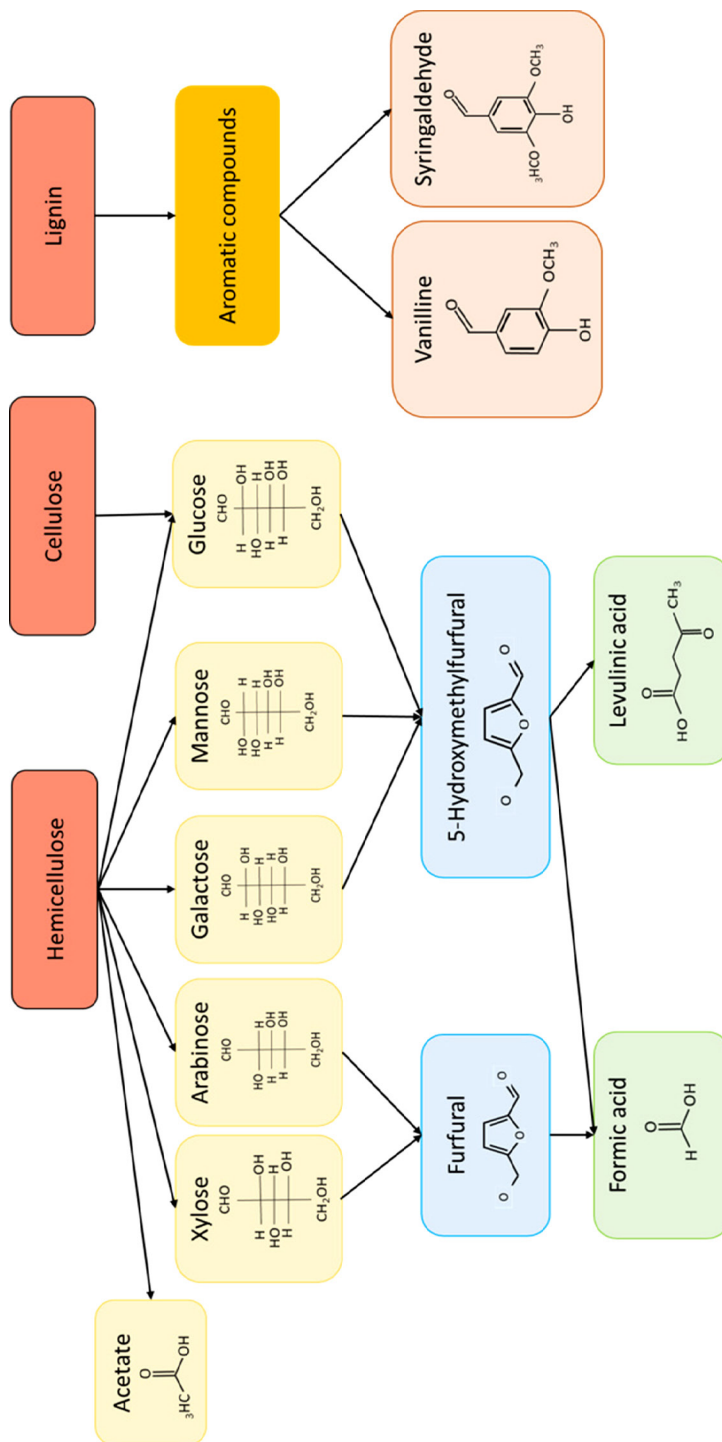 Hemicellulose
Cellulose
Lignin
Acetate
O
₃HC OH
Xylose
CHO
H OH
HO H
H OH
CH₂OH
Arabinose
CHO
HO H
H OH
H OH
CH₂OH
Galactose
CHO
H OH
HO H
HO H
H OH
CH₂OH
Mannose
CHO
HO H
HO H
H OH
H OH
CH₂OH
Glucose
CHO
H OH
HO H
H OH
H OH
CH₂OH
Aromatic compounds
Furfural
O O O
5-Hydroxymethylfurfural
O O O
Vanilline
O
OCH₃
OH
Syringaldehyde
O
₃HCO OCH₃
OH
Formic acid
O
H OH
Levulinic acid
O
HO CH₃
O